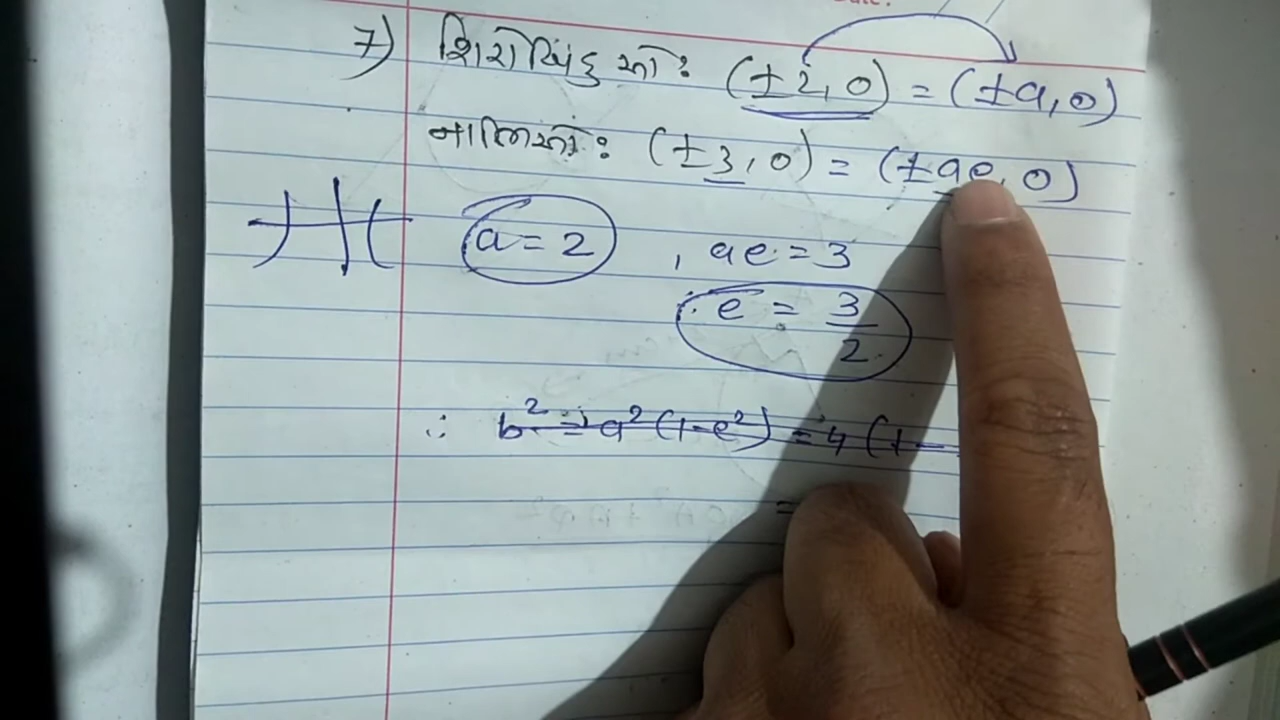 7) શિરોબિંદુઓ : (±2,0) = (±a,0)
નાભિઓ : (±3,0) = (±ae,0)
a = 2 , ae = 3
∴ e = 3/2
∴ b² = a²(1-e²) = 4(1-
=